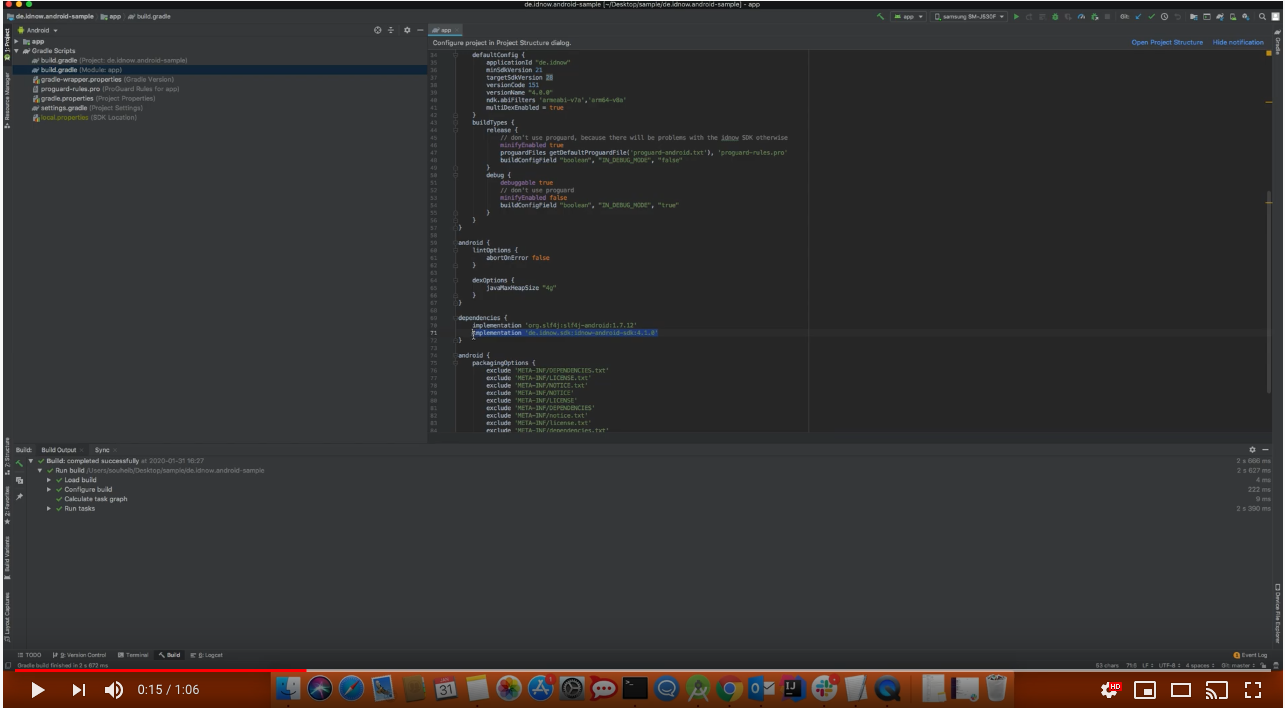 de.idnow.android-sample [~/Desktop/sample/de.idnow.android-sample] - app
de.idnow.android-sample app build.gradle
app samsung SM-J530F Git:
Android
app
Configure project in Project Structure dialog.
Open Project Structure Hide notification
app
Gradle Scripts
build.gradle (Project: de.idnow.android-sample)
build.gradle (Module: app)
gradle-wrapper.properties (Gradle Version)
proguard-rules.pro (ProGuard Rules for app)
gradle.properties (Project Properties)
settings.gradle (Project Settings)
local.properties (SDK Location)
1: Project
Resource Manager
Gradle
defaultConfig {
applicationId "de.idnow"
minSdkVersion 21
targetSdkVersion 28
versionCode 151
versionName "4.0.0"
ndk.abiFilters 'armeabi-v7a','arm64-v8a'
multiDexEnabled = true
}
buildTypes {
release {
// don't use proguard, because there will be problems with the idnow SDK otherwise
minifyEnabled true
proguardFiles getDefaultProguardFile('proguard-android.txt'), 'proguard-rules.pro'
buildConfigField "boolean", "IN_DEBUG_MODE", "false"
}
debug {
debuggable true
// don't use proguard
minifyEnabled false
buildConfigField "boolean", "IN_DEBUG_MODE", "true"
}
}
}
android {
lintOptions {
abortOnError false
}
dexOptions {
javaMaxHeapSize "4g"
}
}
dependencies {
implementation 'org.slf4j:slf4j-android:1.7.12'
71 implementation 'de.idnow.sdk:idnow-android-sdk:4.1.0'
}
android {
packagingOptions {
exclude 'META-INF/DEPENDENCIES.txt'
exclude 'META-INF/LICENSE.txt'
exclude 'META-INF/NOTICE.txt'
exclude 'META-INF/NOTICE'
exclude 'META-INF/LICENSE'
exclude 'META-INF/DEPENDENCIES'
exclude 'META-INF/notice.txt'
exclude 'META-INF/license.txt'
exclude 'META-INF/dependencies.txt'
Build: Build Output Sync
Build: completed successfully at 2020-01-31 16:27 2 s 666 ms
Run build /Users/souheib/Desktop/sample/de.idnow.android-sample 2 s 627 ms
Load build 4 ms
Configure build 222 ms
Calculate task graph 9 ms
Run tasks 2 s 390 ms
Z: Structure
2: Favorites
Build Variants
Layout Captures
Device File Explorer
TODO 9: Version Control Terminal Build 6: Logcat Event Log
Gradle build finished in 2 s 672 ms
53 chars 71:5 LF UTF-8 4 spaces Git: master
0:15 / 1:06
31
HD